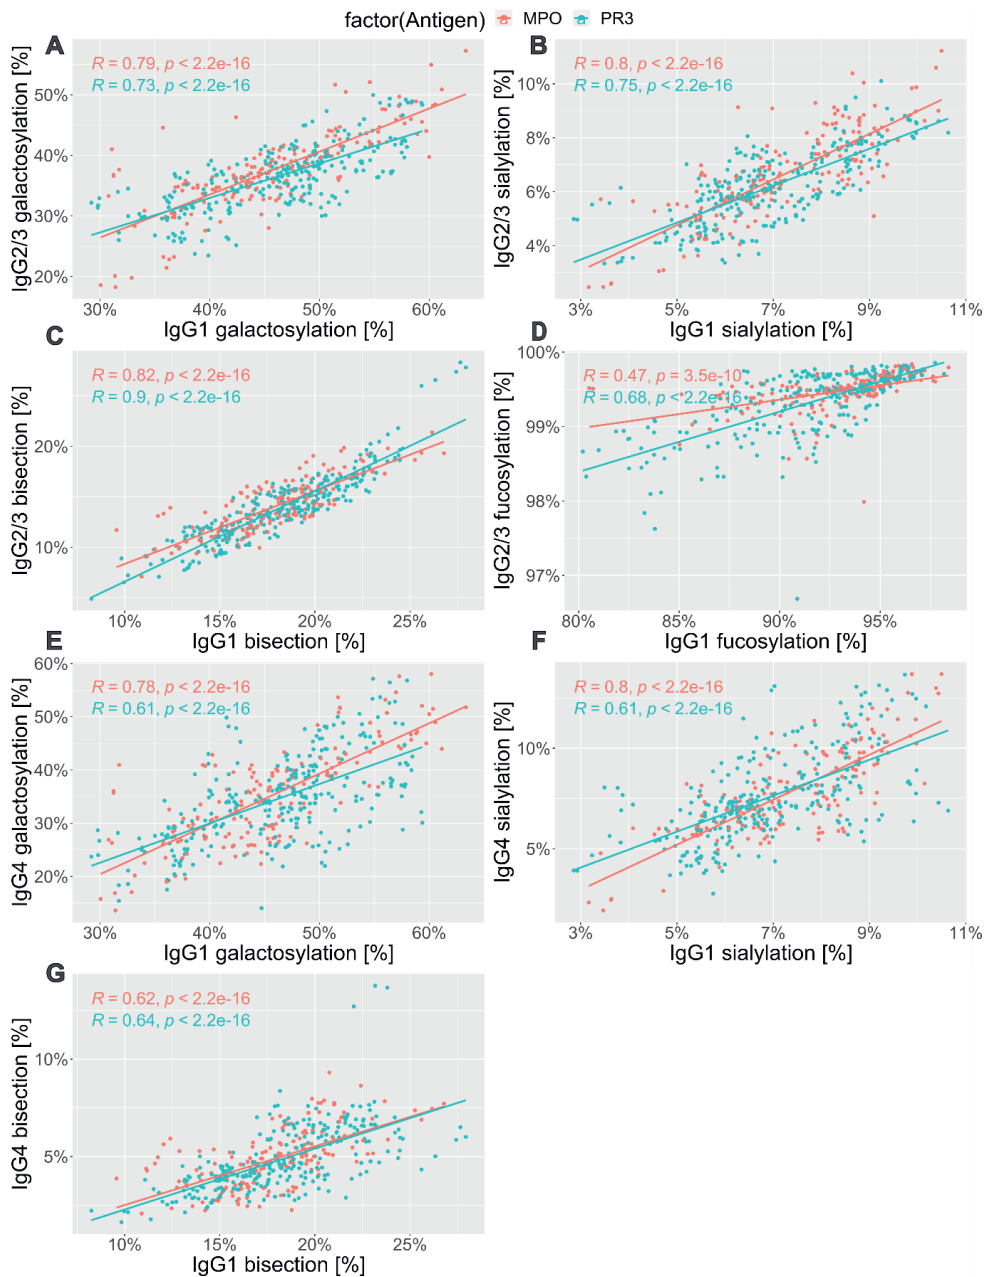 factor(Antigen) MPO PR3
A
R = 0.79, p < 2.2e-16
R = 0.73, p < 2.2e-16
IgG2/3 galactosylation [%]
50%
40%
30%
20%
30% 40% 50% 60%
IgG1 galactosylation [%]
B
R = 0.8, p < 2.2e-16
R = 0.75, p < 2.2e-16
IgG2/3 sialylation [%]
10%
8%
6%
4%
3% 5% 7% 9% 11%
IgG1 sialylation [%]
C
R = 0.82, p < 2.2e-16
R = 0.9, p < 2.2e-16
IgG2/3 bisection [%]
20%
10%
10% 15% 20% 25%
IgG1 bisection [%]
D
R = 0.47, p = 3.5e-10
R = 0.68, p < 2.2e-16
IgG2/3 fucosylation [%]
100%
99%
98%
97%
80% 85% 90% 95%
IgG1 fucosylation [%]
E
R = 0.78, p < 2.2e-16
R = 0.61, p < 2.2e-16
IgG4 galactosylation [%]
60%
50%
40%
30%
20%
30% 40% 50% 60%
IgG1 galactosylation [%]
F
R = 0.8, p < 2.2e-16
R = 0.61, p < 2.2e-16
IgG4 sialylation [%]
10%
5%
3% 5% 7% 9% 11%
IgG1 sialylation [%]
G
R = 0.62, p < 2.2e-16
R = 0.64, p < 2.2e-16
IgG4 bisection [%]
10%
5%
10% 15% 20% 25%
IgG1 bisection [%]